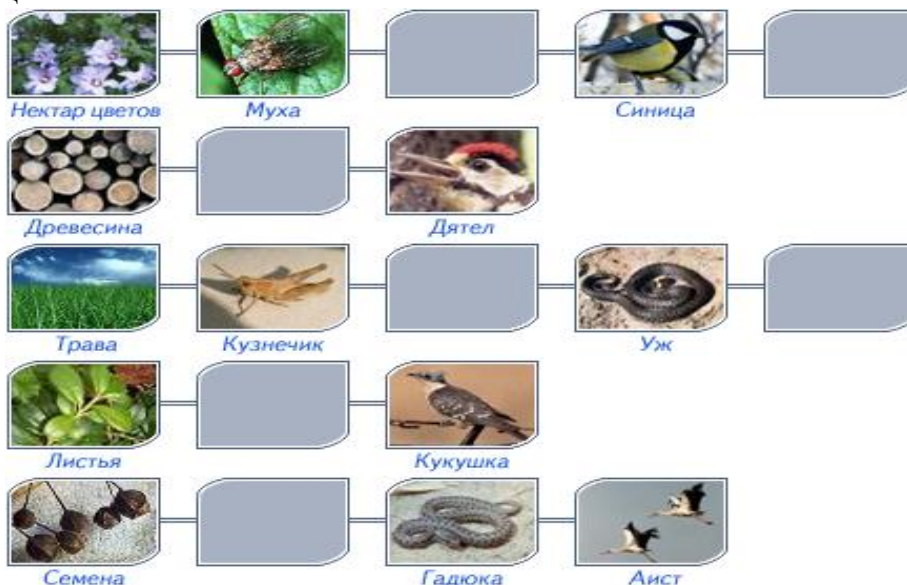 Нектар цветов Муха Синица
Древесина Дятел
Трава Кузнечик Уж
Листья Кукушка
Семена Гадюка Аист